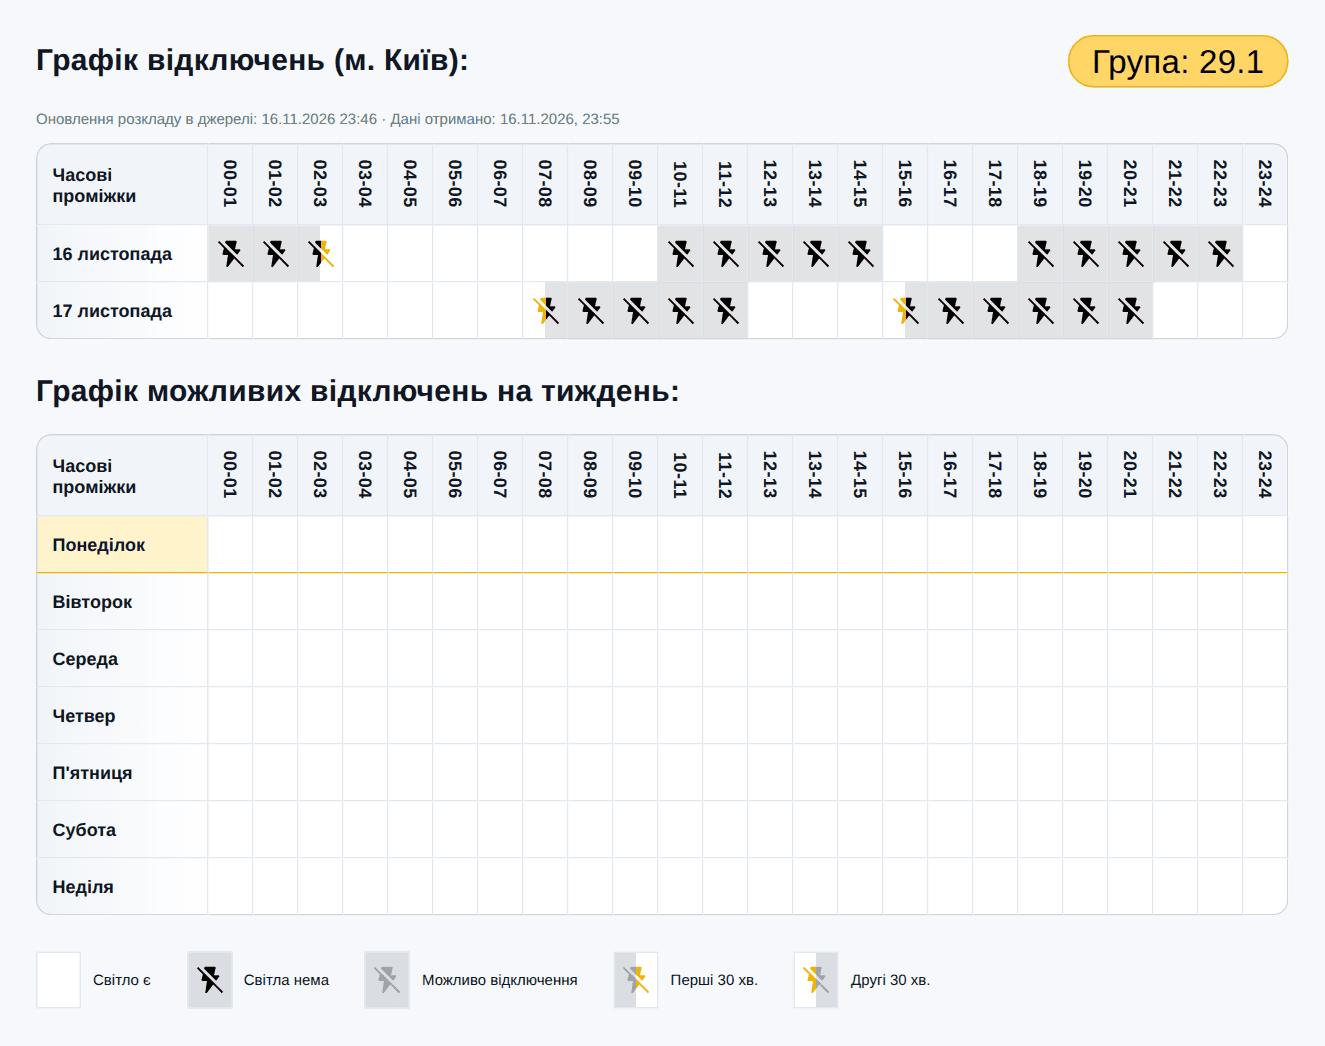 Графік відключень (м. Київ):
Група: 29.1
Оновлення розкладу в джерелі: 16.11.2026 23:46 · Дані отримано: 16.11.2026, 23:55
Часові проміжки
00-01 01-02 02-03 03-04 04-05 05-06 06-07 07-08 08-09 09-10 10-11 11-12 12-13 13-14 14-15 15-16 16-17 17-18 18-19 19-20 20-21 21-22 22-23 23-24
16 листопада
17 листопада
Графік можливих відключень на тиждень:
Часові проміжки
00-01 01-02 02-03 03-04 04-05 05-06 06-07 07-08 08-09 09-10 10-11 11-12 12-13 13-14 14-15 15-16 16-17 17-18 18-19 19-20 20-21 21-22 22-23 23-24
Понеділок
Вівторок
Середа
Четвер
П'ятниця
Субота
Неділя
Світло є
Світла нема
Можливо відключення
Перші 30 хв.
Другі 30 хв.